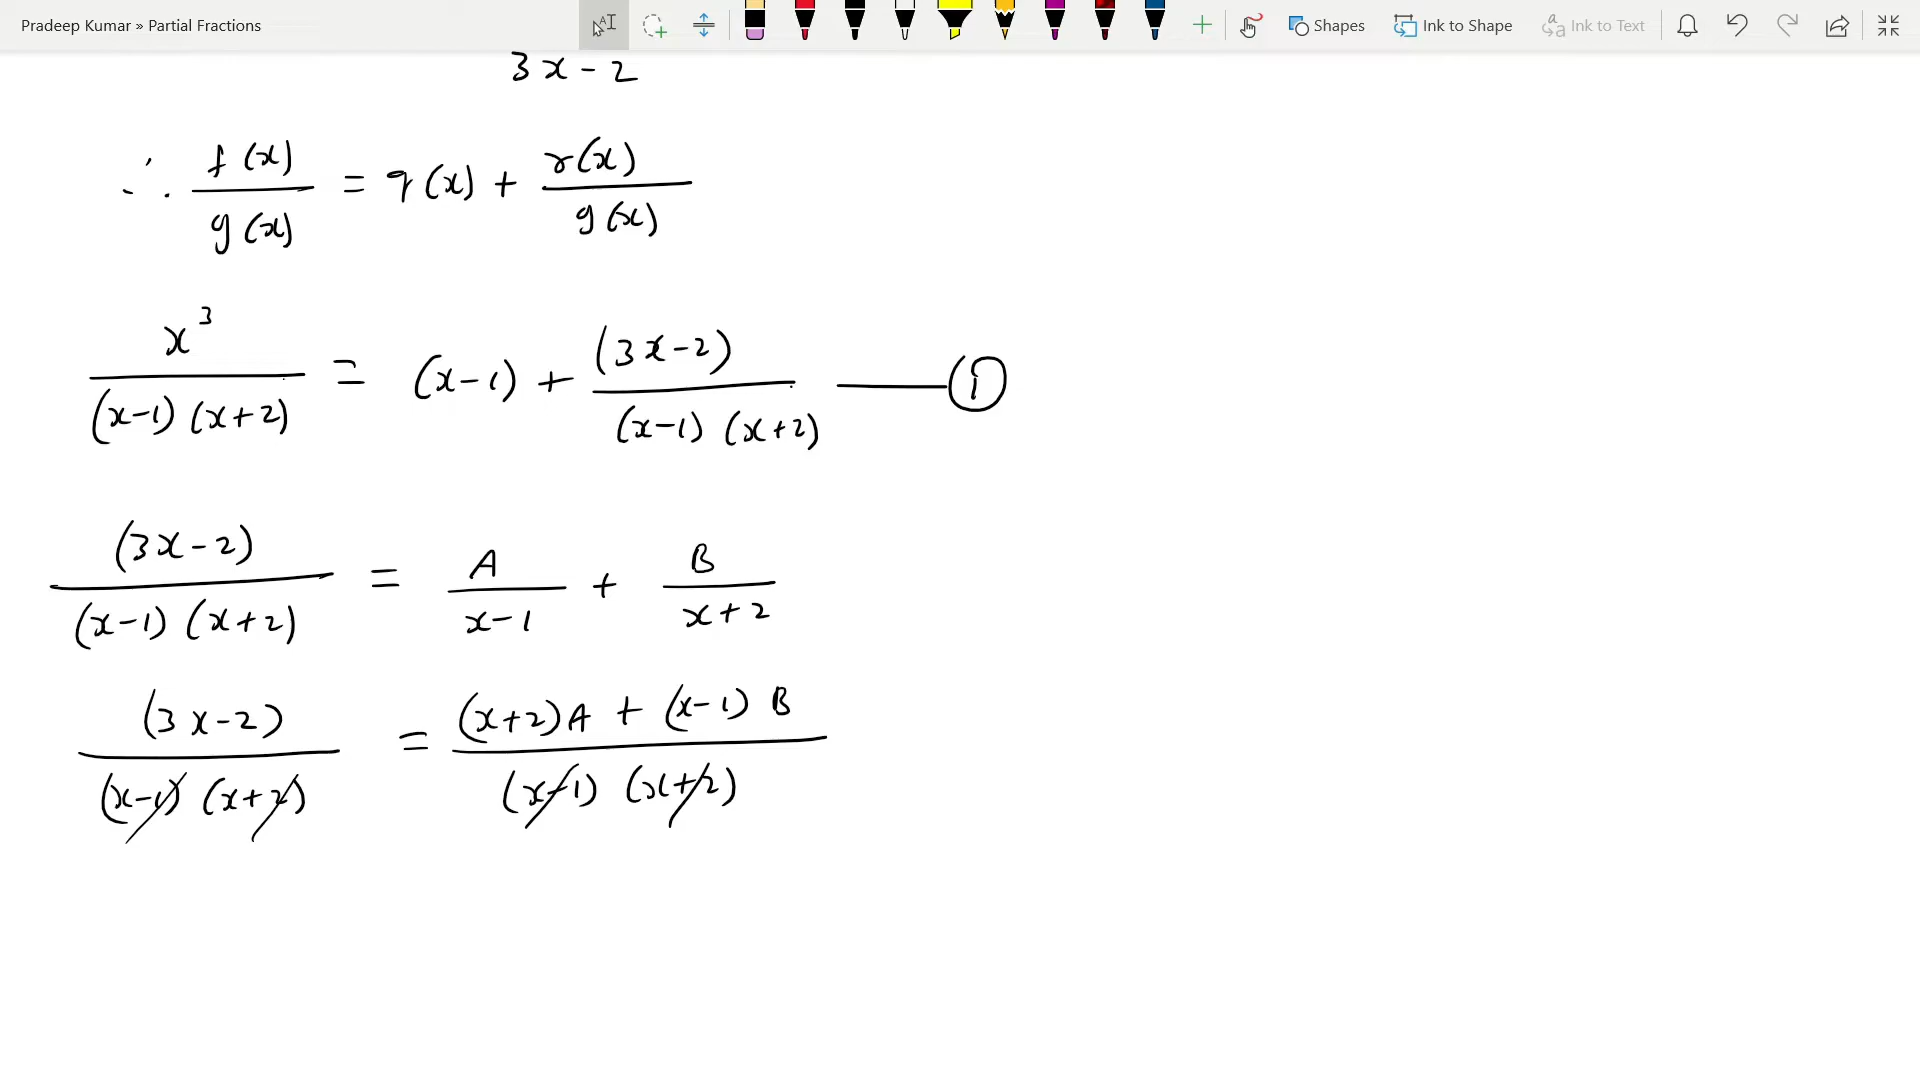 Pradeep Kumar » Partial Fractions
Shapes
Ink to Shape
Ink to Text
3x-2
∴ f(x)/g(x) = q(x) + r(x)/g(x)
x³/(x-1)(x+2) = (x-1) + (3x-2)/(x-1)(x+2) —— ①
(3x-2)/(x-1)(x+2) = A/x-1 + B/x+2
(3x-2)/(x-1)(x+2) = (x+2)A + (x-1)B/(x-1)(x+2)